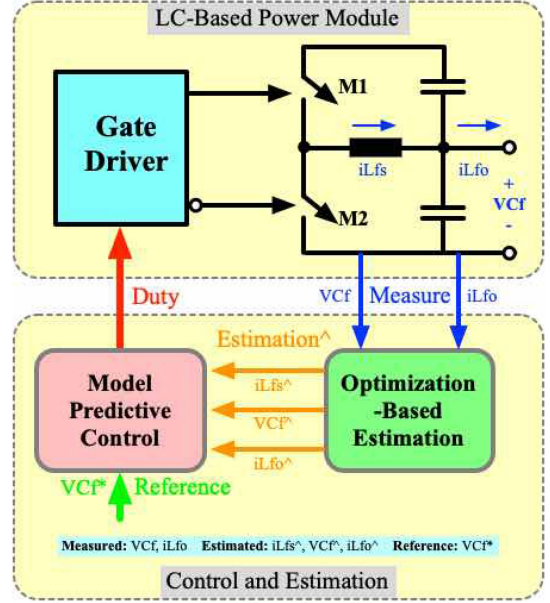 LC-Based Power Module
Gate
Driver
M1
M2
iLfs
iLfo
+
VCf
-
Duty
VCf
Measure
iLfo
Estimation^
Model
Predictive
Control
iLfs^
VCf^
iLfo^
Optimization
-Based
Estimation
VCf*
Reference
Measured: VCf, iLfo Estimated: iLfs^, VCf^, iLfo^ Reference: VCf*
Control and Estimation